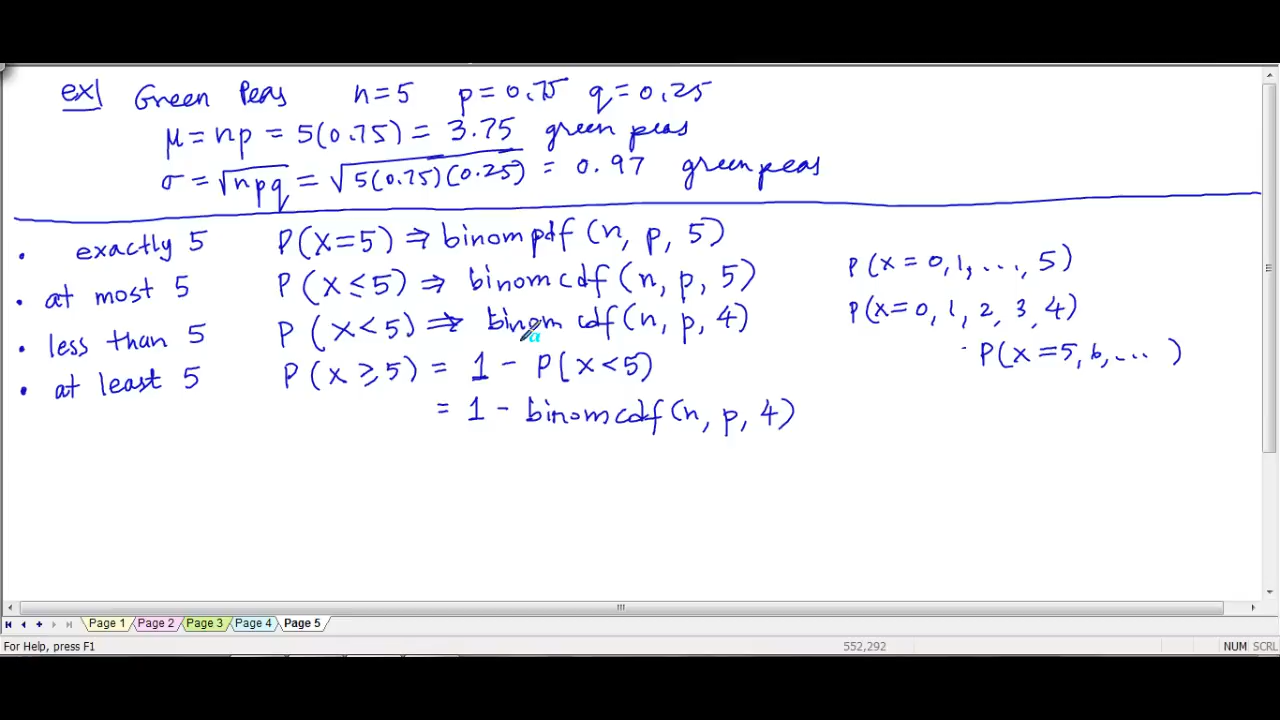 ex1 Green Peas n=5 p=0.75 q=0.25
μ = np = 5(0.75) = 3.75 green peas
σ = √npq = √5(0.75)(0.25) = 0.97 green peas
• exactly 5 P(X=5) ⇒ binompdf(n, p, 5)
• at most 5 P(X≤5) ⇒ binomcdf(n, p, 5) P(X=0,1,...,5)
• less than 5 P(X<5) ⇒ binomcdf(n, p, 4) P(X=0,1,2,3,4)
• at least 5 P(X≥5) = 1 - P(X<5) P(X=5,6,...)
= 1 - binomcdf(n, p, 4)
Page 1 Page 2 Page 3 Page 4 Page 5
For Help, press F1 552,292 NUM SCRL